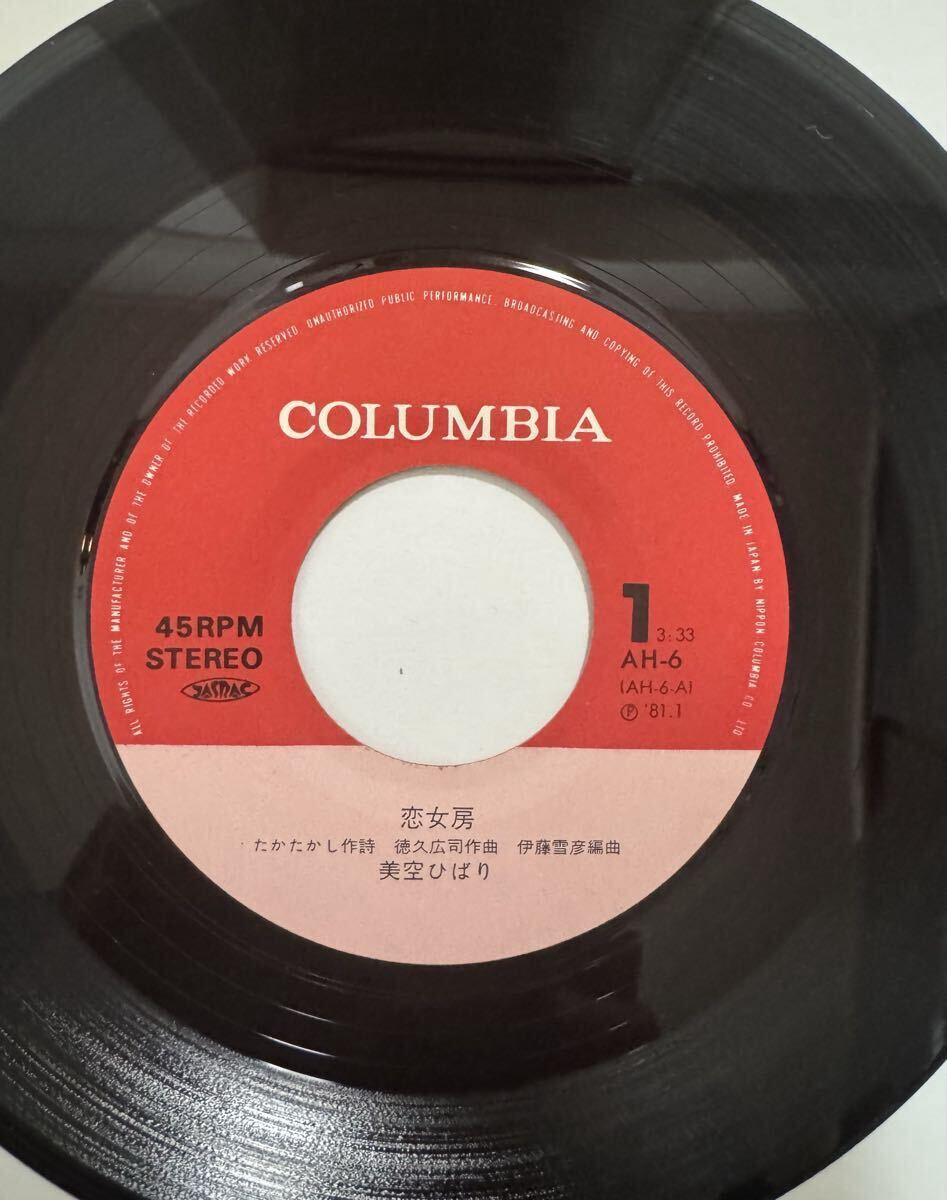 ALL RIGHTS OF THE MANUFACTURER AND OF THE OWNER OF THE RECORDED WORK RESERVED. UNAUTHORIZED PUBLIC PERFORMANCE. BROADCASTING AND COPYING OF THIS RECORD PROHIBITED. MADE IN JAPAN BY NIPPON COLUMBIA CO. LTD
COLUMBIA
45RPM
STEREO
JASRAC
1 3:33
AH-6
(AH-6-A)
Ⓟ '81.1
恋女房
たかたかし作詩 徳久広司作曲 伊藤雪彦編曲
美空ひばり